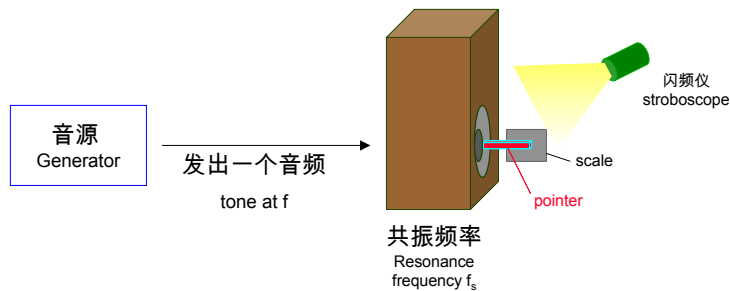 音源
Generator
发出一个音频
tone at f
共振频率
Resonance
frequency fs
闪频仪
stroboscope
scale
pointer